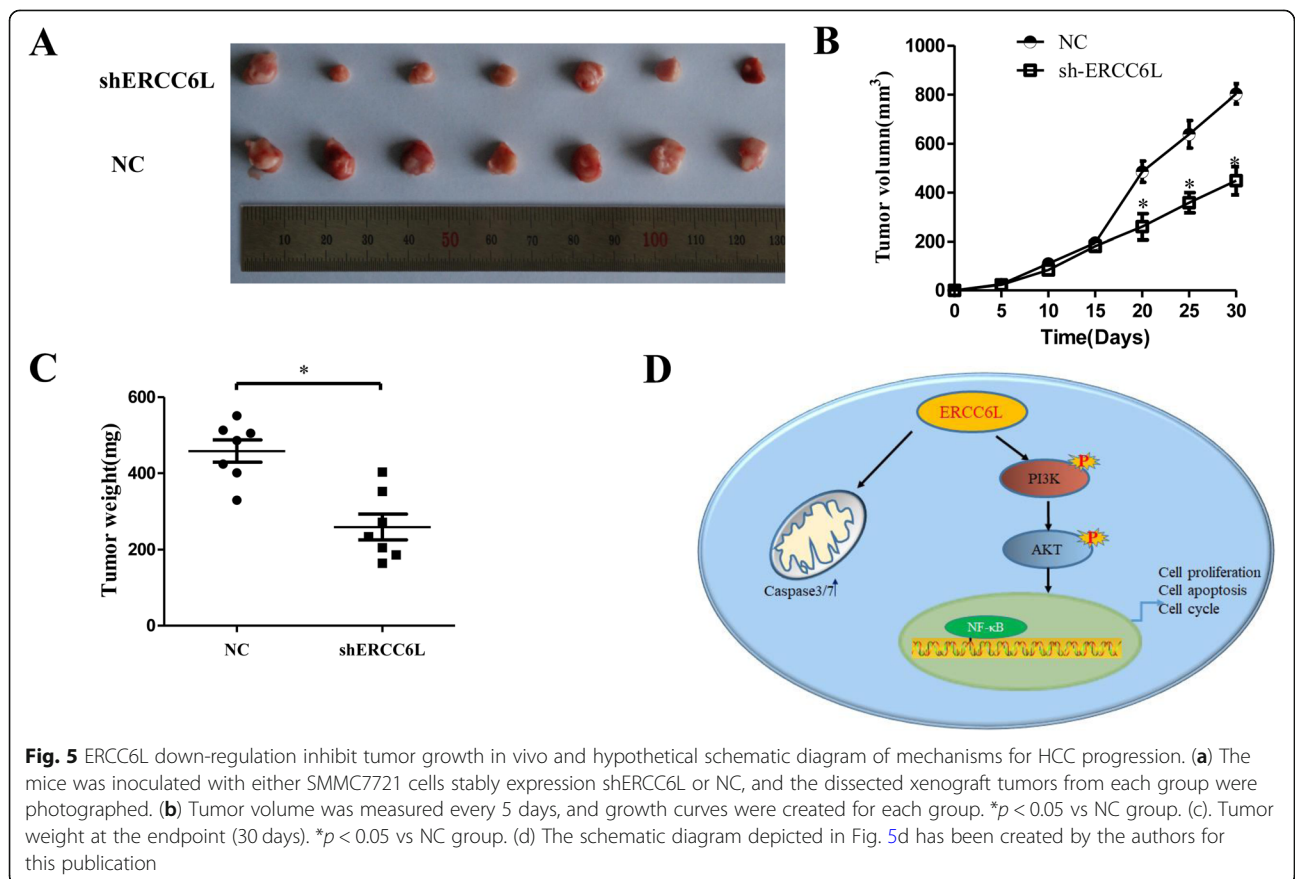 A
shERCC6L
NC
10 20 30 40 50 60 70 80 90 100 110 120 130
B
NC
sh-ERCC6L
Tumor volumn(mm3)
1000
800
600
400
200
0
*
*
*
0 5 10 15 20 25 30
Time(Days)
C
*
Tumor weight(mg)
600
400
200
0
NC shERCC6L
D
ERCC6L
P
PI3K
P
AKT
Caspase3/7↑
Cell proliferation
Cell apoptosis
Cell cycle
NF-κB
Fig. 5 ERCC6L down-regulation inhibit tumor growth in vivo and hypothetical schematic diagram of mechanisms for HCC progression. (a) The
mice was inoculated with either SMMC7721 cells stably expression shERCC6L or NC, and the dissected xenograft tumors from each group were
photographed. (b) Tumor volume was measured every 5 days, and growth curves were created for each group. *p < 0.05 vs NC group. (c). Tumor
weight at the endpoint (30 days). *p < 0.05 vs NC group. (d) The schematic diagram depicted in Fig. 5d has been created by the authors for
this publication